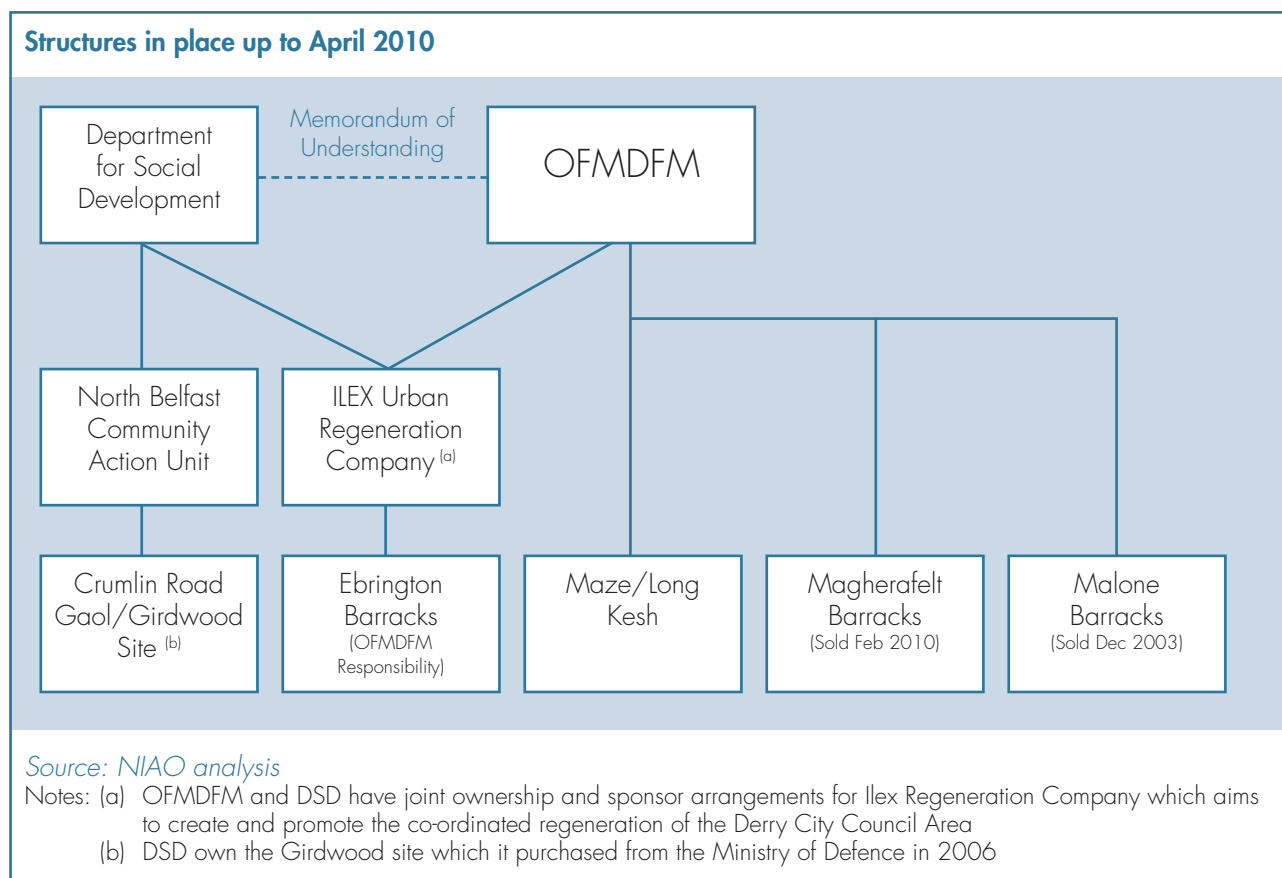 Structures in place up to April 2010
Department
for Social
Development
Memorandum of
Understanding
OFMDFM
North Belfast
Community
Action Unit
ILEX Urban
Regeneration
Company (a)
Crumlin Road
Gaol/Girdwood
Site (b)
Ebrington
Barracks
(OFMDFM
Responsibility)
Maze/Long
Kesh
Magherafelt
Barracks
(Sold Feb 2010)
Malone
Barracks
(Sold Dec 2003)
Source: NIAO analysis
Notes: (a) OFMDFM and DSD have joint ownership and sponsor arrangements for Ilex Regeneration Company which aims
to create and promote the co-ordinated regeneration of the Derry City Council Area
(b) DSD own the Girdwood site which it purchased from the Ministry of Defence in 2006